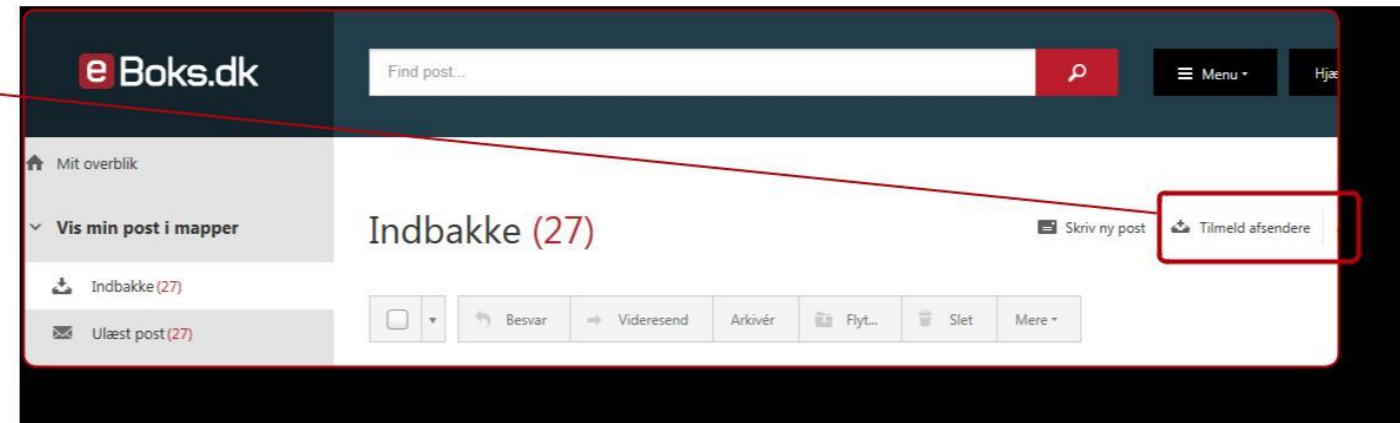 e Boks.dk
Find post...
Menu
Mit overblik
Vis min post i mapper
Indbakke (27)
Skriv ny post
Tilmeld afsendere
Indbakke (27)
Ulæst post (27)
Besvar
Videresend
Arkivér
Flyt...
Slet
Mere